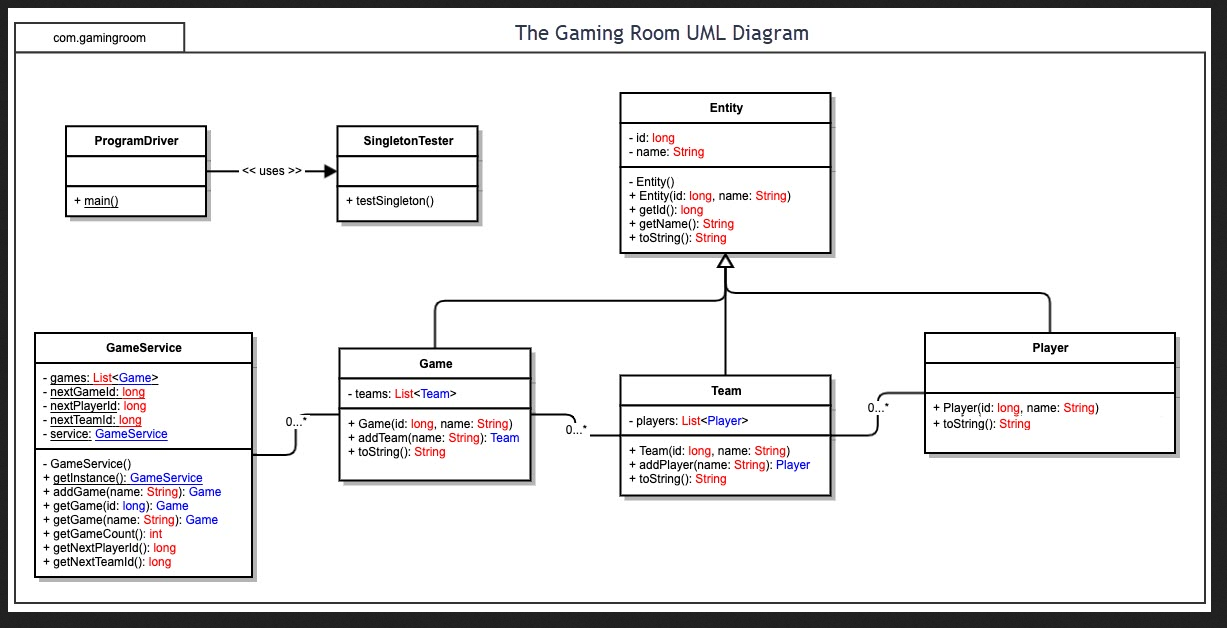 com.gamingroom
The Gaming Room UML Diagram
ProgramDriver
+ main()
<< uses >>
SingletonTester
+ testSingleton()
Entity
- id: long
- name: String
- Entity()
+ Entity(id: long, name: String)
+ getId(): long
+ getName(): String
+ toString(): String
GameService
- games: List<Game>
- nextGameId: long
- nextPlayerId: long
- nextTeamId: long
- service: GameService
- GameService()
+ getInstance(): GameService
+ addGame(name: String): Game
+ getGame(id: long): Game
+ getGame(name: String): Game
+ getGameCount(): int
+ getNextPlayerId(): long
+ getNextTeamId(): long
0...*
Game
- teams: List<Team>
+ Game(id: long, name: String)
+ addTeam(name: String): Team
+ toString(): String
0...*
Team
- players: List<Player>
+ Team(id: long, name: String)
+ addPlayer(name: String): Player
+ toString(): String
0...*
Player
+ Player(id: long, name: String)
+ toString(): String